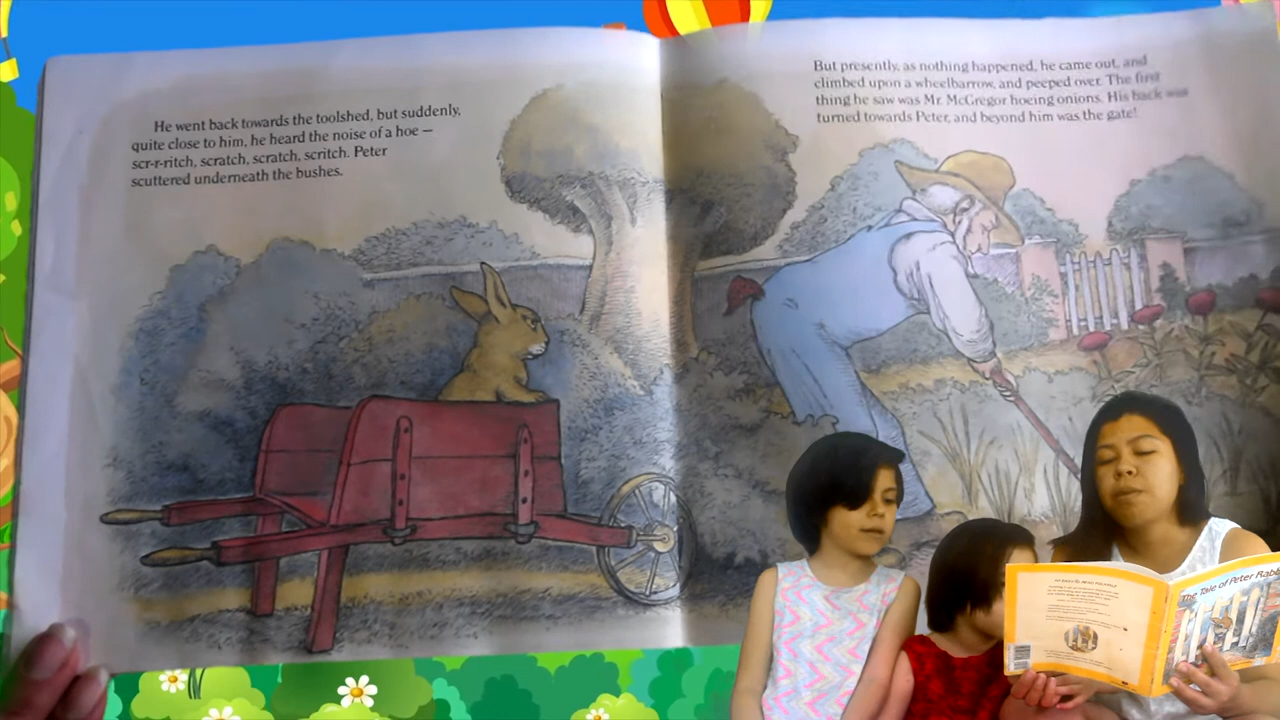 He went back towards the toolshed, but suddenly,
quite close to him, he heard the noise of a hoe —
scr-r-ritch, scratch, scratch, scritch. Peter
scuttered underneath the bushes.
But presently, as nothing happened, he came out, and
climbed upon a wheelbarrow, and peeped over. The first
thing he saw was Mr. McGregor hoeing onions. His back was
turned towards Peter, and beyond him was the gate!
The Tale of Peter